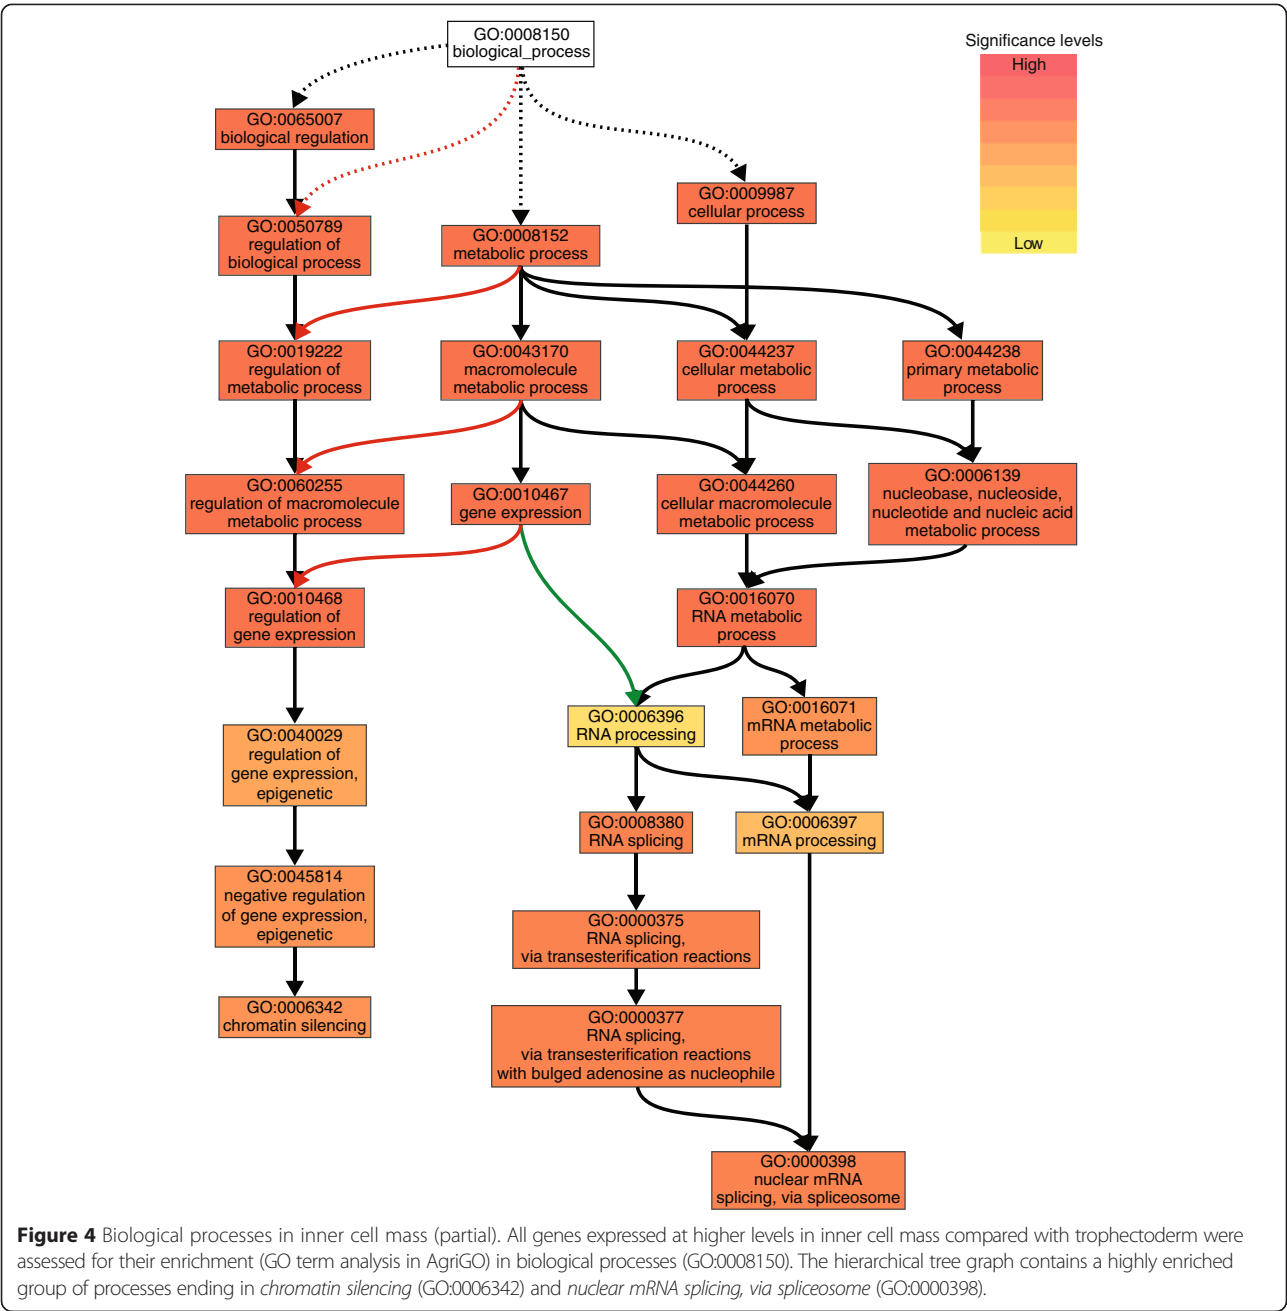 GO:0008150
biological_process
Significance levels
High
Low
GO:0065007
biological regulation
GO:0009987
cellular process
GO:0050789
regulation of
biological process
GO:0008152
metabolic process
GO:0019222
regulation of
metabolic process
GO:0043170
macromolecule
metabolic process
GO:0044237
cellular metabolic
process
GO:0044238
primary metabolic
process
GO:0060255
regulation of macromolecule
metabolic process
GO:0010467
gene expression
GO:0044260
cellular macromolecule
metabolic process
GO:0006139
nucleobase, nucleoside,
nucleotide and nucleic acid
metabolic process
GO:0010468
regulation of
gene expression
GO:0016070
RNA metabolic
process
GO:0006396
RNA processing
GO:0016071
mRNA metabolic
process
GO:0040029
regulation of
gene expression,
epigenetic
GO:0008380
RNA splicing
GO:0006397
mRNA processing
GO:0045814
negative regulation
of gene expression,
epigenetic
GO:0000375
RNA splicing,
via transesterification reactions
GO:0006342
chromatin silencing
GO:0000377
RNA splicing,
via transesterification reactions
with bulged adenosine as nucleophile
GO:0000398
nuclear mRNA
splicing, via spliceosome
Figure 4 Biological processes in inner cell mass (partial). All genes expressed at higher levels in inner cell mass compared with trophectoderm were
assessed for their enrichment (GO term analysis in AgriGO) in biological processes (GO:0008150). The hierarchical tree graph contains a highly enriched
group of processes ending in chromatin silencing (GO:0006342) and nuclear mRNA splicing, via spliceosome (GO:0000398).